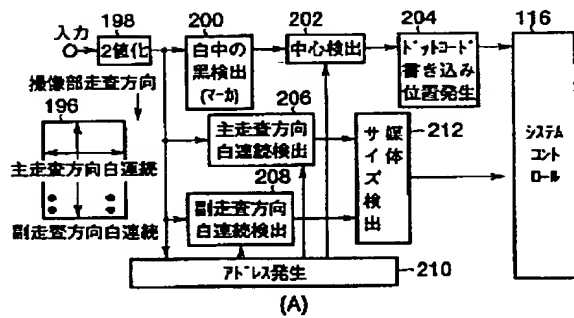 入力
198
2値化
200
白中の
黒検出
(マーカ)
202
中心検出
204
ドットコード
書き込み
位置発生
116
システム
コント
ロール
撮像部走査方向
196
主走査方向白連続
副走査方向白連続
206
主走査方向
白連続検出
208
副走査方向
白連続検出
212
媒体
サイズ検出
アドレス発生
210
(A)